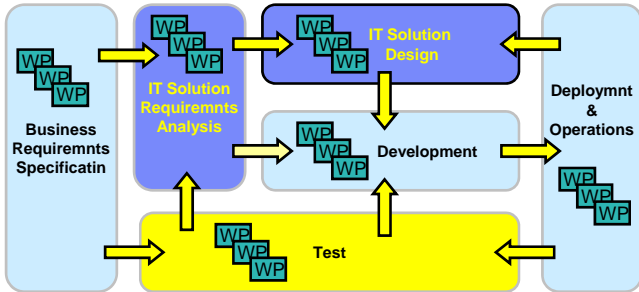 WP
WP
WP
Business
Requiremnts
Specificatin
WP
WP
WP
IT Solution
Requiremnts
Analysis
WP
WP
WP
IT Solution
Design
WP
WP
WP
Development
WP
WP
WP
Test
Deploymnt
&
Operations
WP
WP
WP